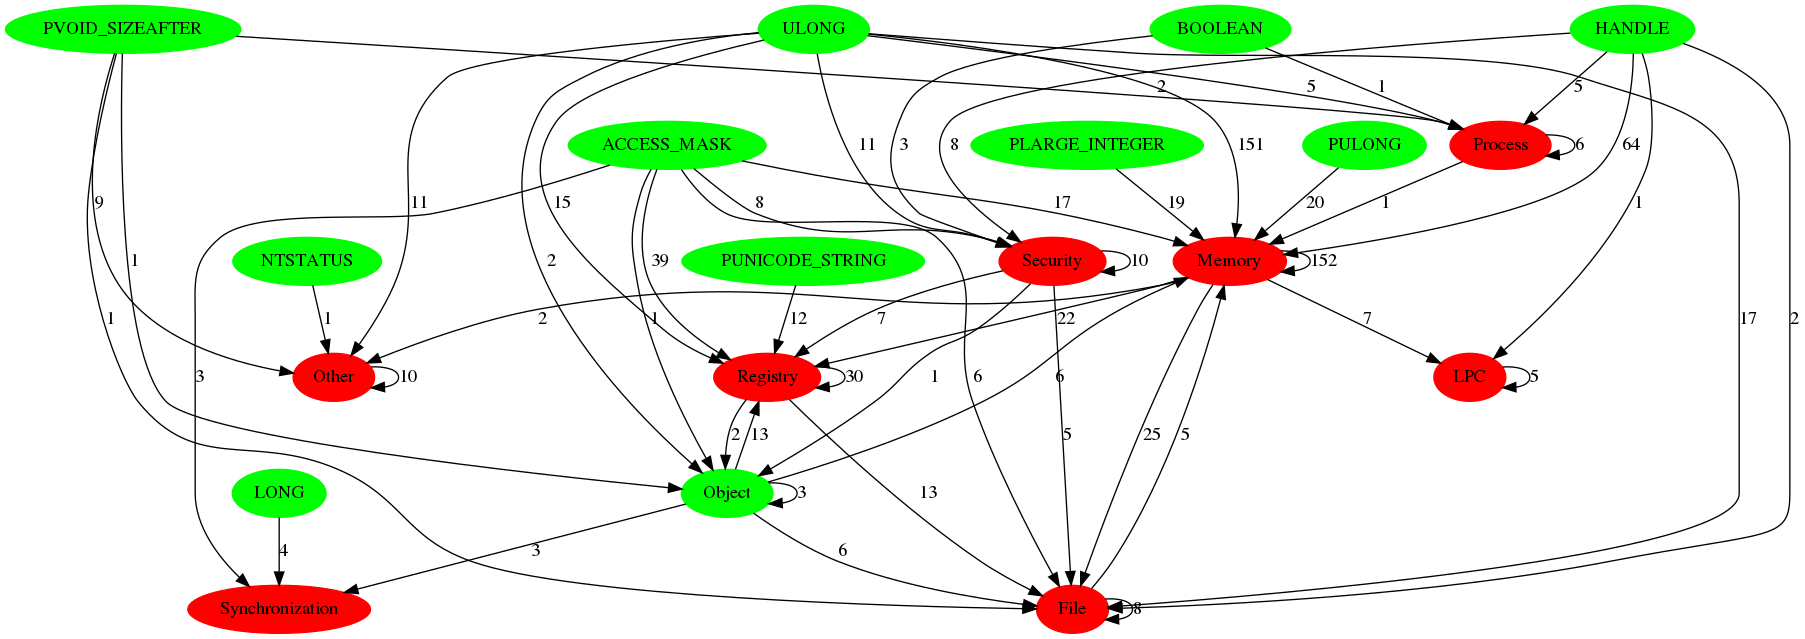 PVOID_SIZEAFTER
ULONG
BOOLEAN
HANDLE
2
5
1
5
ACCESS_MASK
PLARGE_INTEGER
PULONG
Process
11
3
8
151
6
64
9
11
15
8
17
19
20
1
1
NTSTATUS
PUNICODE_STRING
Security
Memory
1
2
39
10
152
1
1
2
1
12
7
22
7
1
3
17
2
Other
Registry
LPC
10
30
1
6
6
5
2
13
5
25
5
LONG
Object
3
13
4
3
6
Synchronization
File
8